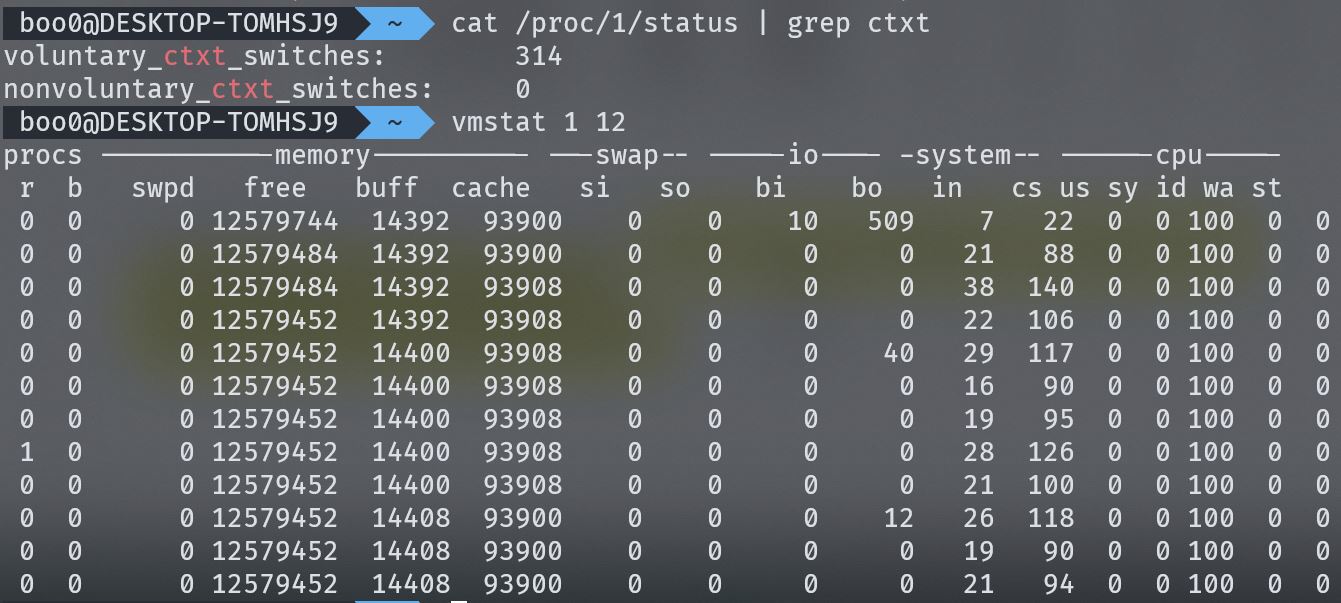 boo0@DESKTOP-TOMHSJ9 ~ cat /proc/1/status | grep ctxt
voluntary_ctxt_switches: 314
nonvoluntary_ctxt_switches: 0
boo0@DESKTOP-TOMHSJ9 ~ vmstat 1 12
procs -----------memory---------- ---swap-- -----io---- -system-- ------cpu-----
r b swpd free buff cache si so bi bo in cs us sy id wa st
0 0 0 12579744 14392 93900 0 0 10 509 7 22 0 0 100 0 0
0 0 0 12579484 14392 93900 0 0 0 0 21 88 0 0 100 0 0
0 0 0 12579484 14392 93908 0 0 0 0 38 140 0 0 100 0 0
0 0 0 12579452 14392 93908 0 0 0 0 22 106 0 0 100 0 0
0 0 0 12579452 14400 93908 0 0 0 40 29 117 0 0 100 0 0
0 0 0 12579452 14400 93908 0 0 0 0 16 90 0 0 100 0 0
0 0 0 12579452 14400 93908 0 0 0 0 19 95 0 0 100 0 0
1 0 0 12579452 14400 93908 0 0 0 0 28 126 0 0 100 0 0
0 0 0 12579452 14400 93908 0 0 0 0 21 100 0 0 100 0 0
0 0 0 12579452 14408 93900 0 0 0 12 26 118 0 0 100 0 0
0 0 0 12579452 14408 93900 0 0 0 0 19 90 0 0 100 0 0
0 0 0 12579452 14408 93900 0 0 0 0 21 94 0 0 100 0 0